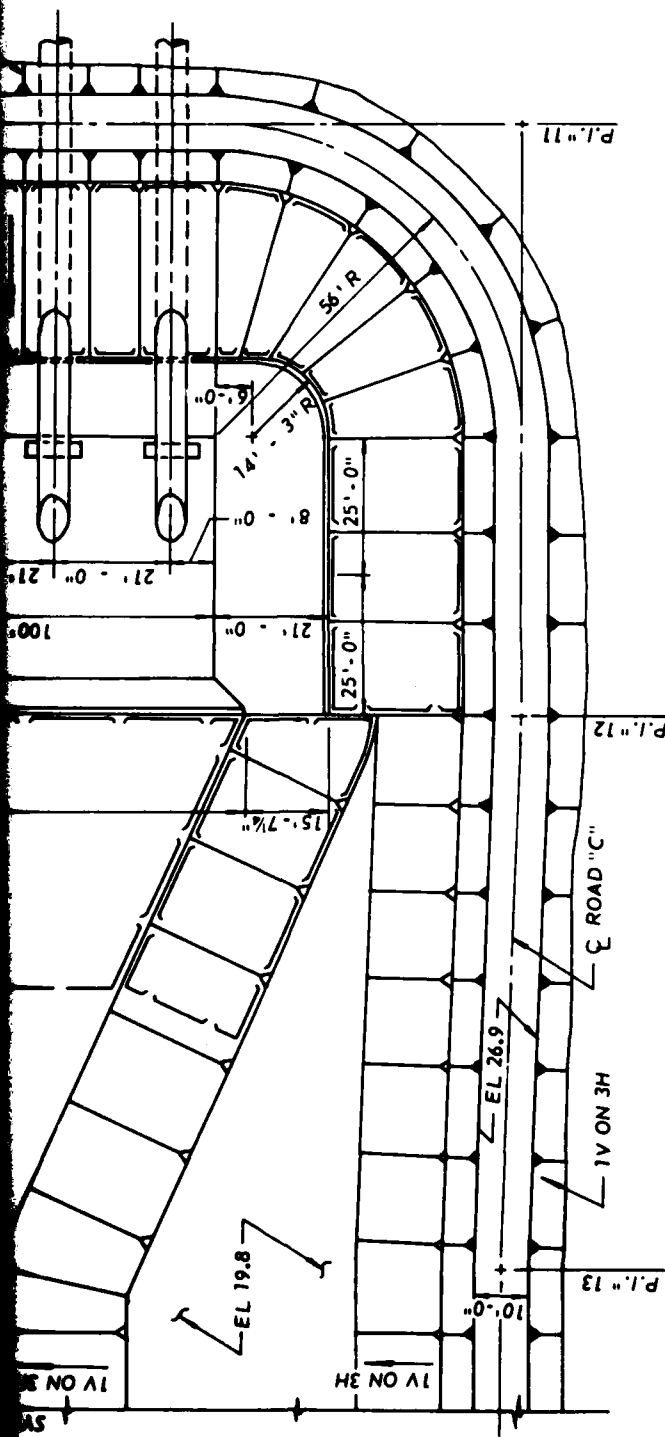 P.I. "11
56' R
6'-0"
14' - 3" R
25'-0"
8' - 0"
21' - 0"
21'
100'
21' - 0"
25'-0"
P.I. "12
15'-7¼"
℄ ROAD "C"
EL 26.9
1V ON 3H
EL 19.8
P.I. "13
10'-0"
1V ON 3H
1V ON